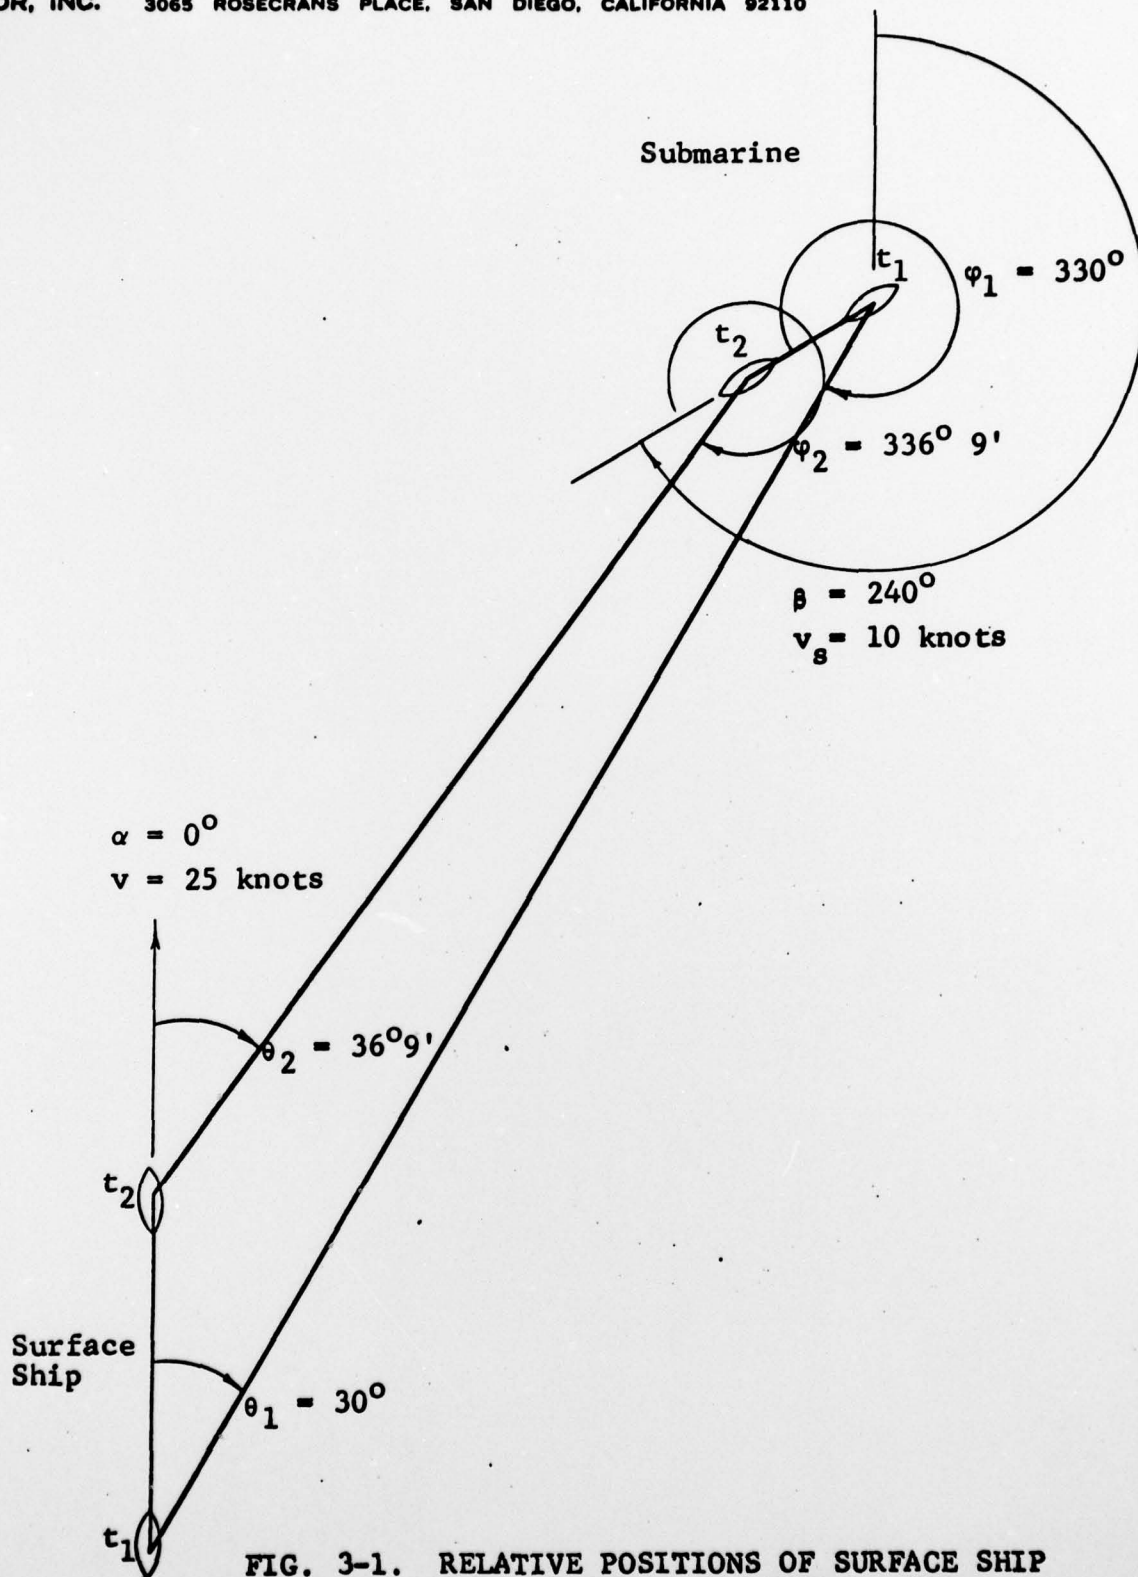 OR, INC. 3065 ROSECRANS PLACE, SAN DIEGO, CALIFORNIA 92110
Submarine
t1
φ1 = 330°
t2
φ2 = 336° 9'
β = 240°
vs= 10 knots
α = 0°
v = 25 knots
θ2 = 36°9'
t2
Surface
Ship
θ1 = 30°
t1
FIG. 3-1. RELATIVE POSITIONS OF SURFACE SHIP